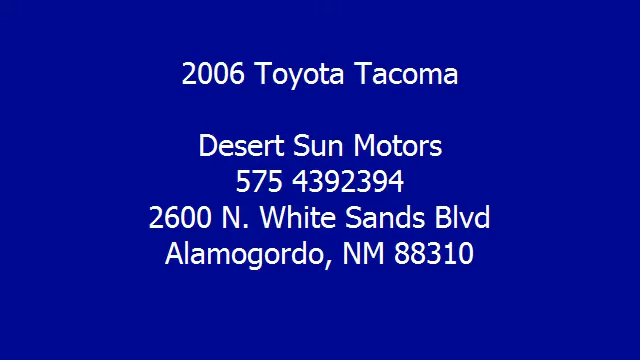 2006 Toyota Tacoma
Desert Sun Motors
575 4392394
2600 N. White Sands Blvd
Alamogordo, NM 88310